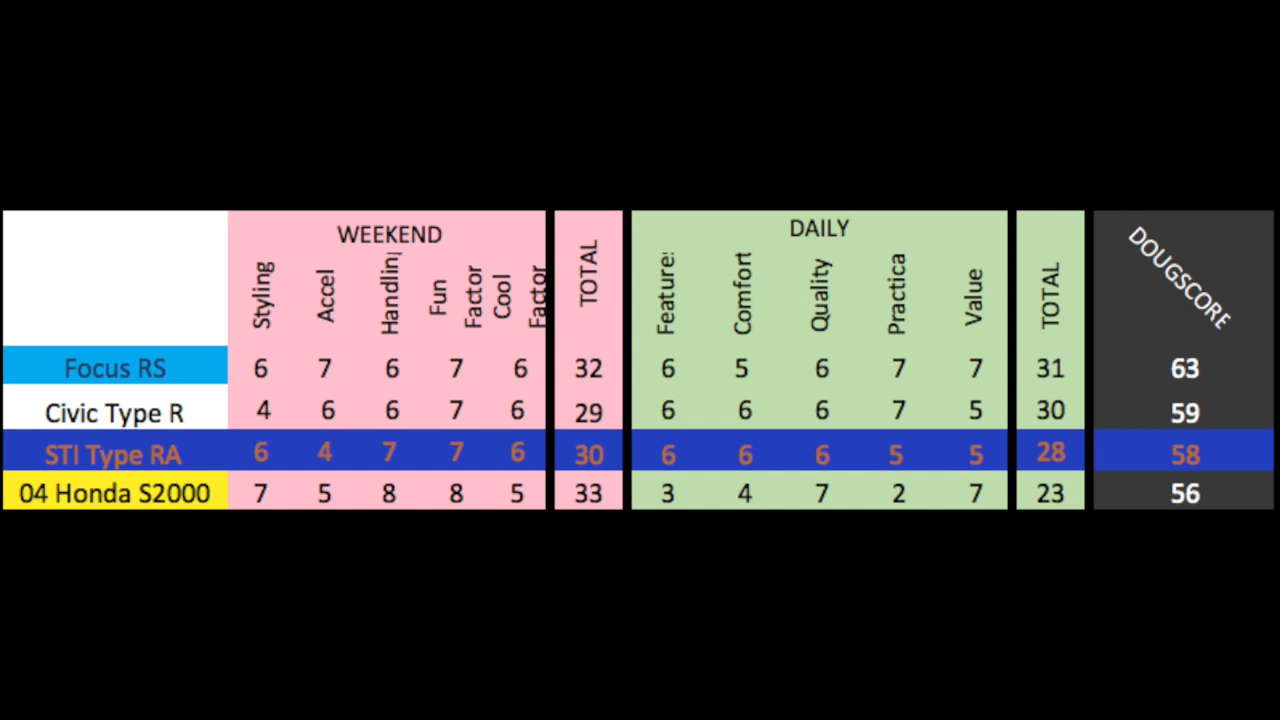 WEEKEND DAILY
Styling Accel Handlin Fun Factor Cool Factor TOTAL Feature: Comfort Quality Practica Value TOTAL DOUGSCORE
Focus RS 6 7 6 7 6 32 6 5 6 7 7 31 63
Civic Type R 4 6 6 7 6 29 6 6 6 7 5 30 59
STI Type RA 6 4 7 7 6 30 6 6 6 5 5 28 58
04 Honda S2000 7 5 8 8 5 33 3 4 7 2 7 23 56